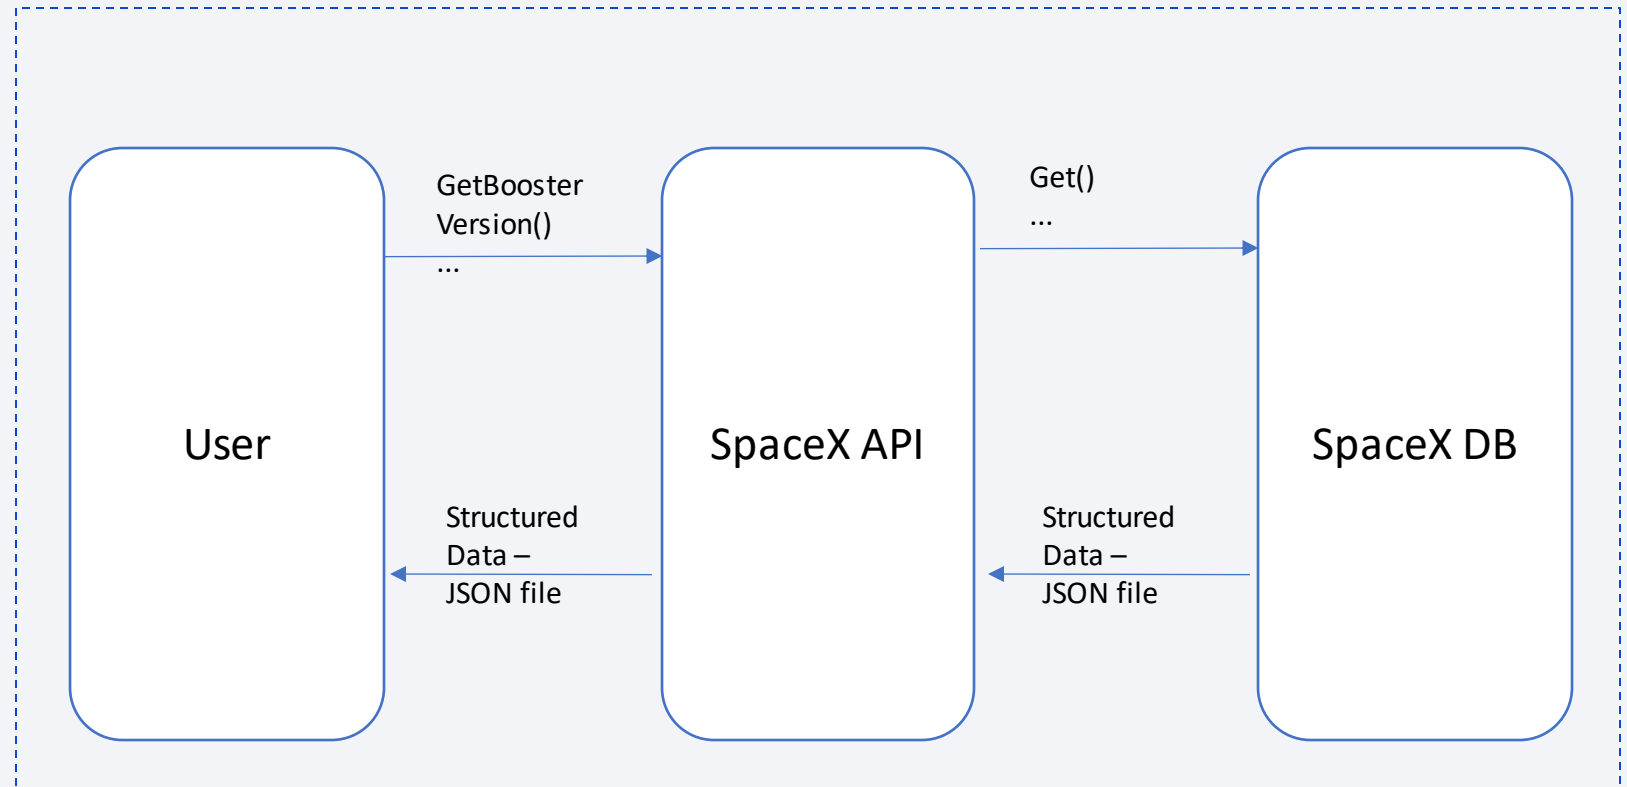 GetBooster
Version()
...
Get()
...
User
SpaceX API
SpaceX DB
Structured
Data –
JSON file
Structured
Data –
JSON file